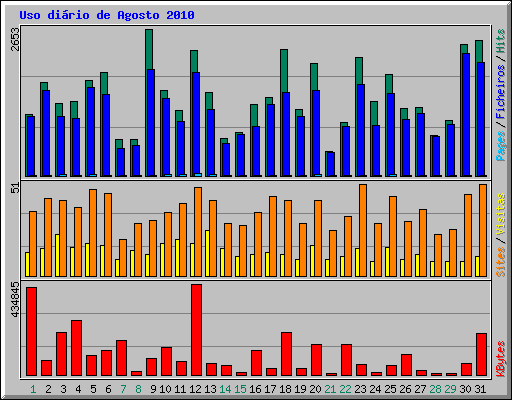 Uso diário de Agosto 2010
2653
Pages / Ficheiros / Hits
51
Sites / Visitas
434845
KBytes
1 2 3 4 5 6 7 8 9 10 11 12 13 14 15 16 17 18 19 20 21 22 23 24 25 26 27 28 29 30 31